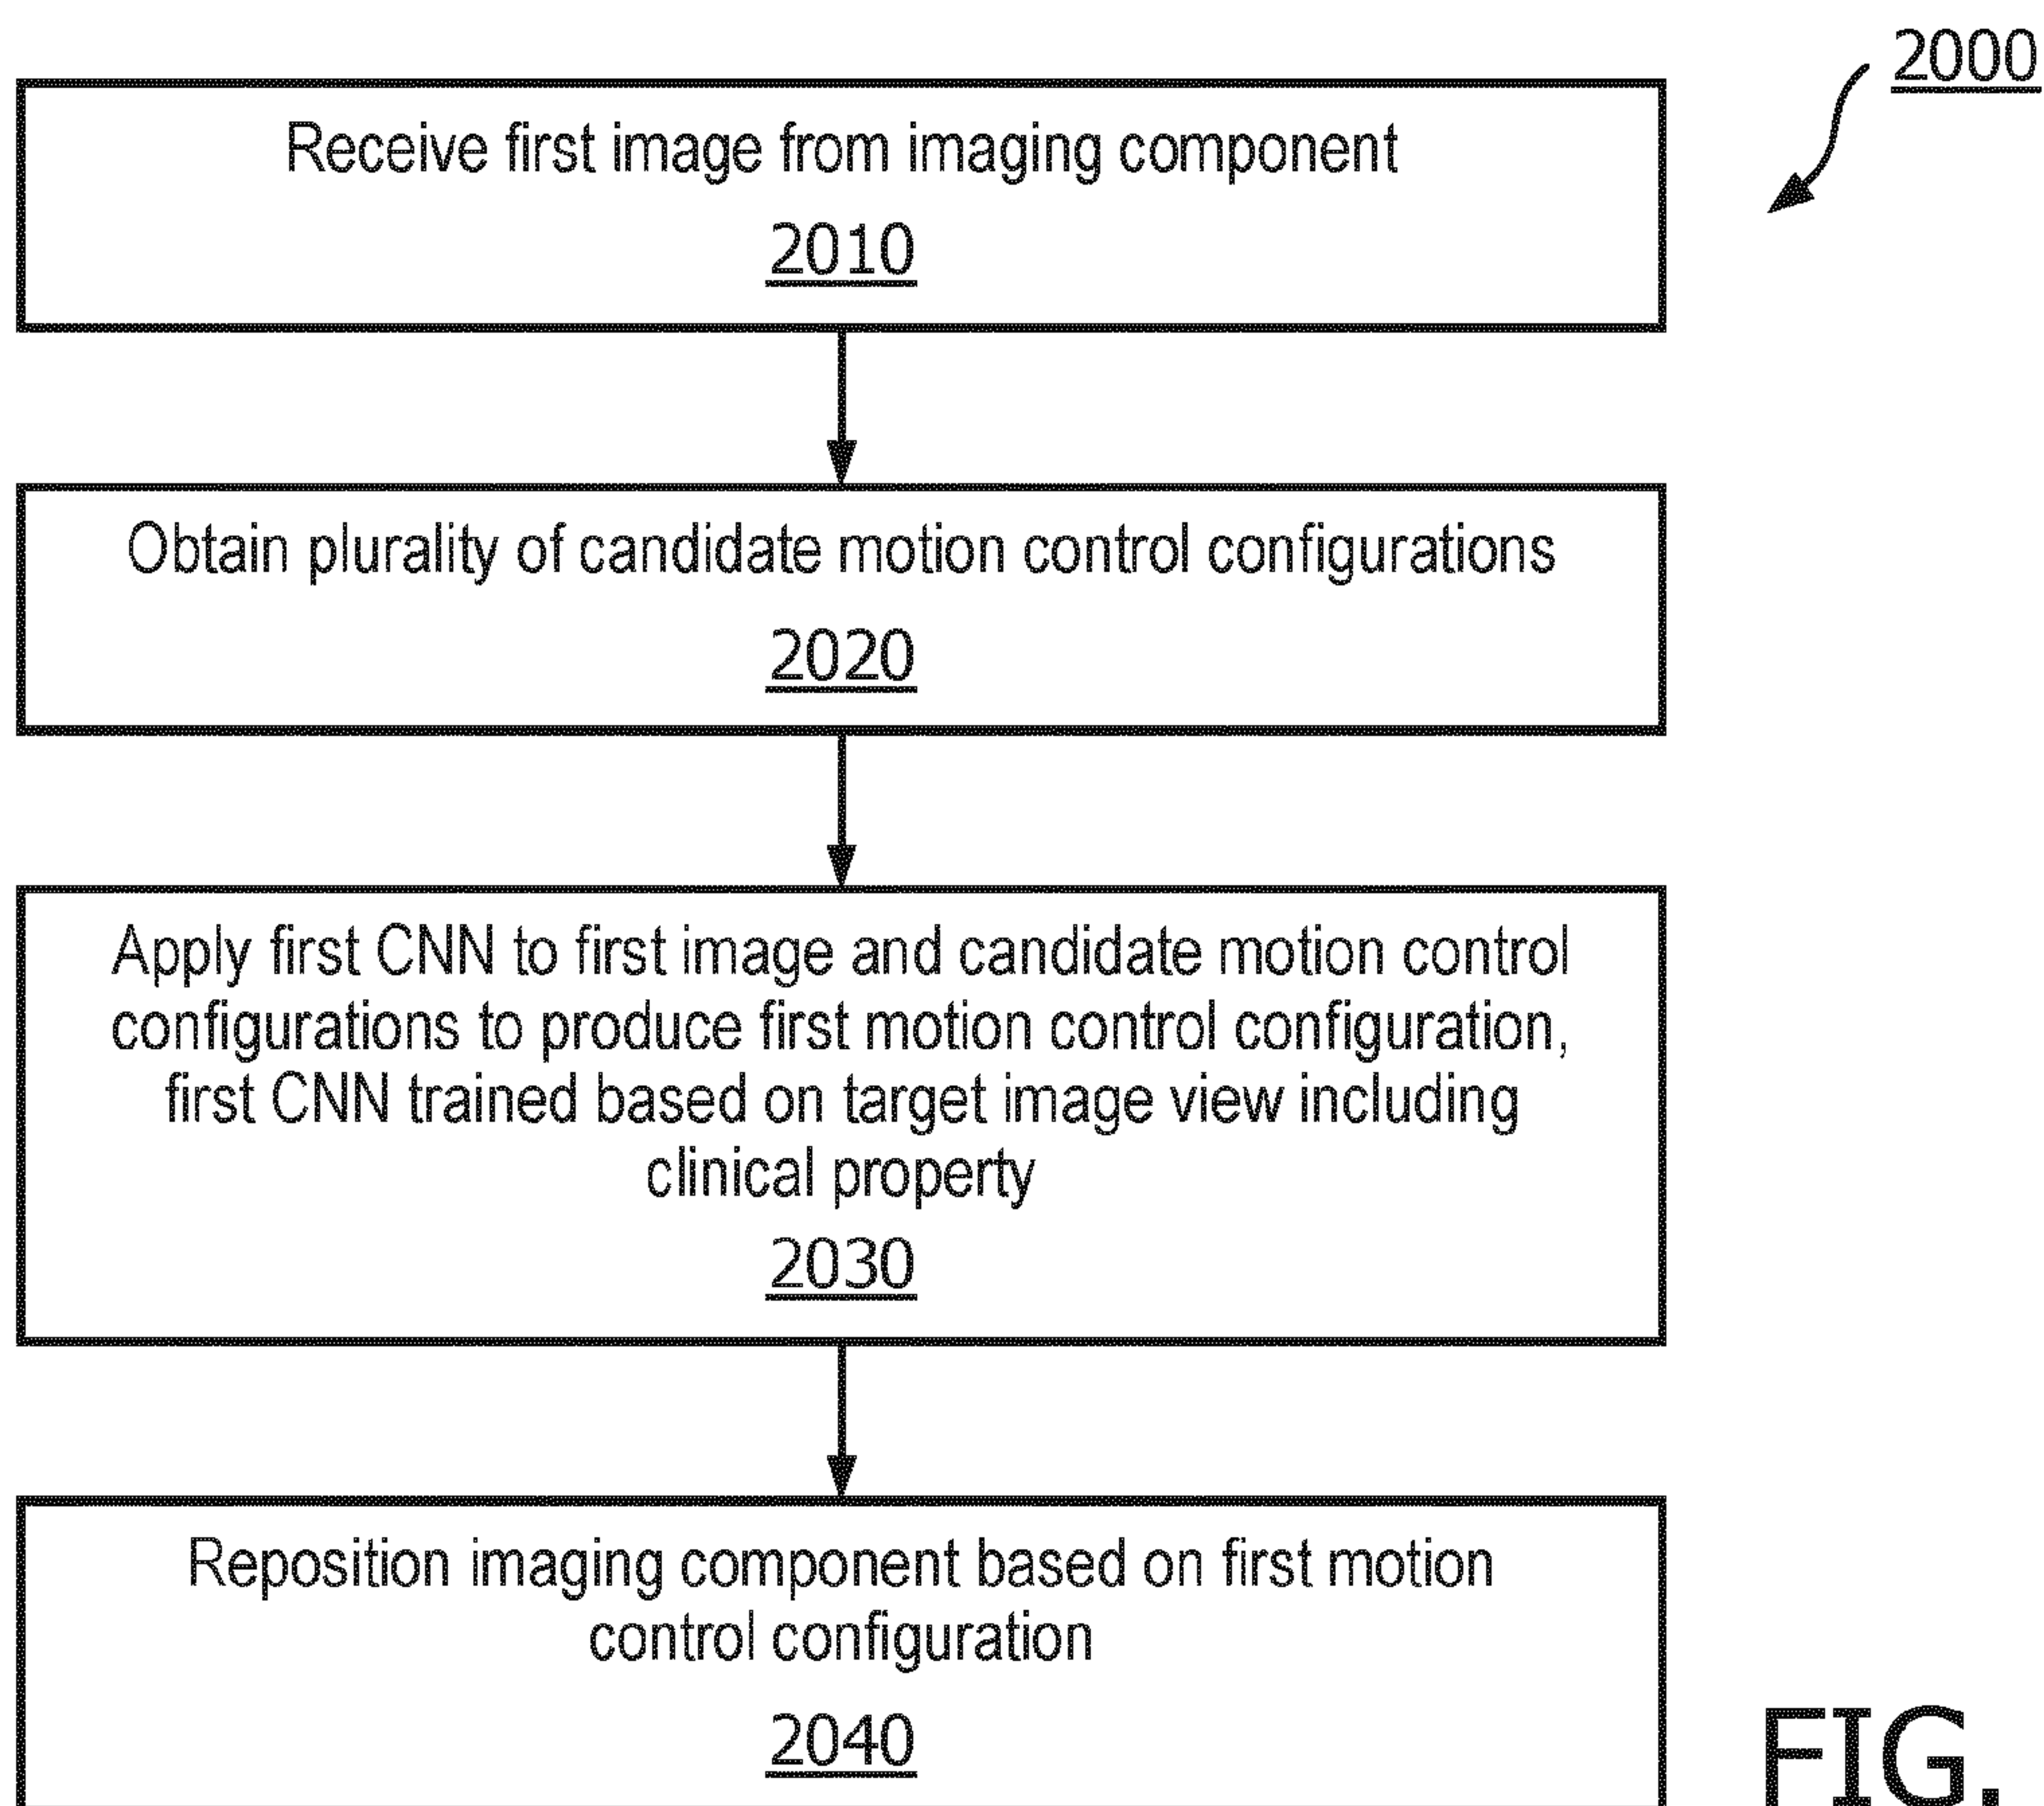 2000
Receive first image from imaging component
2010
Obtain plurality of candidate motion control configurations
2020
Apply first CNN to first image and candidate motion control
configurations to produce first motion control configuration,
first CNN trained based on target image view including
clinical property
2030
Reposition imaging component based on first motion
control configuration
2040
FIG.